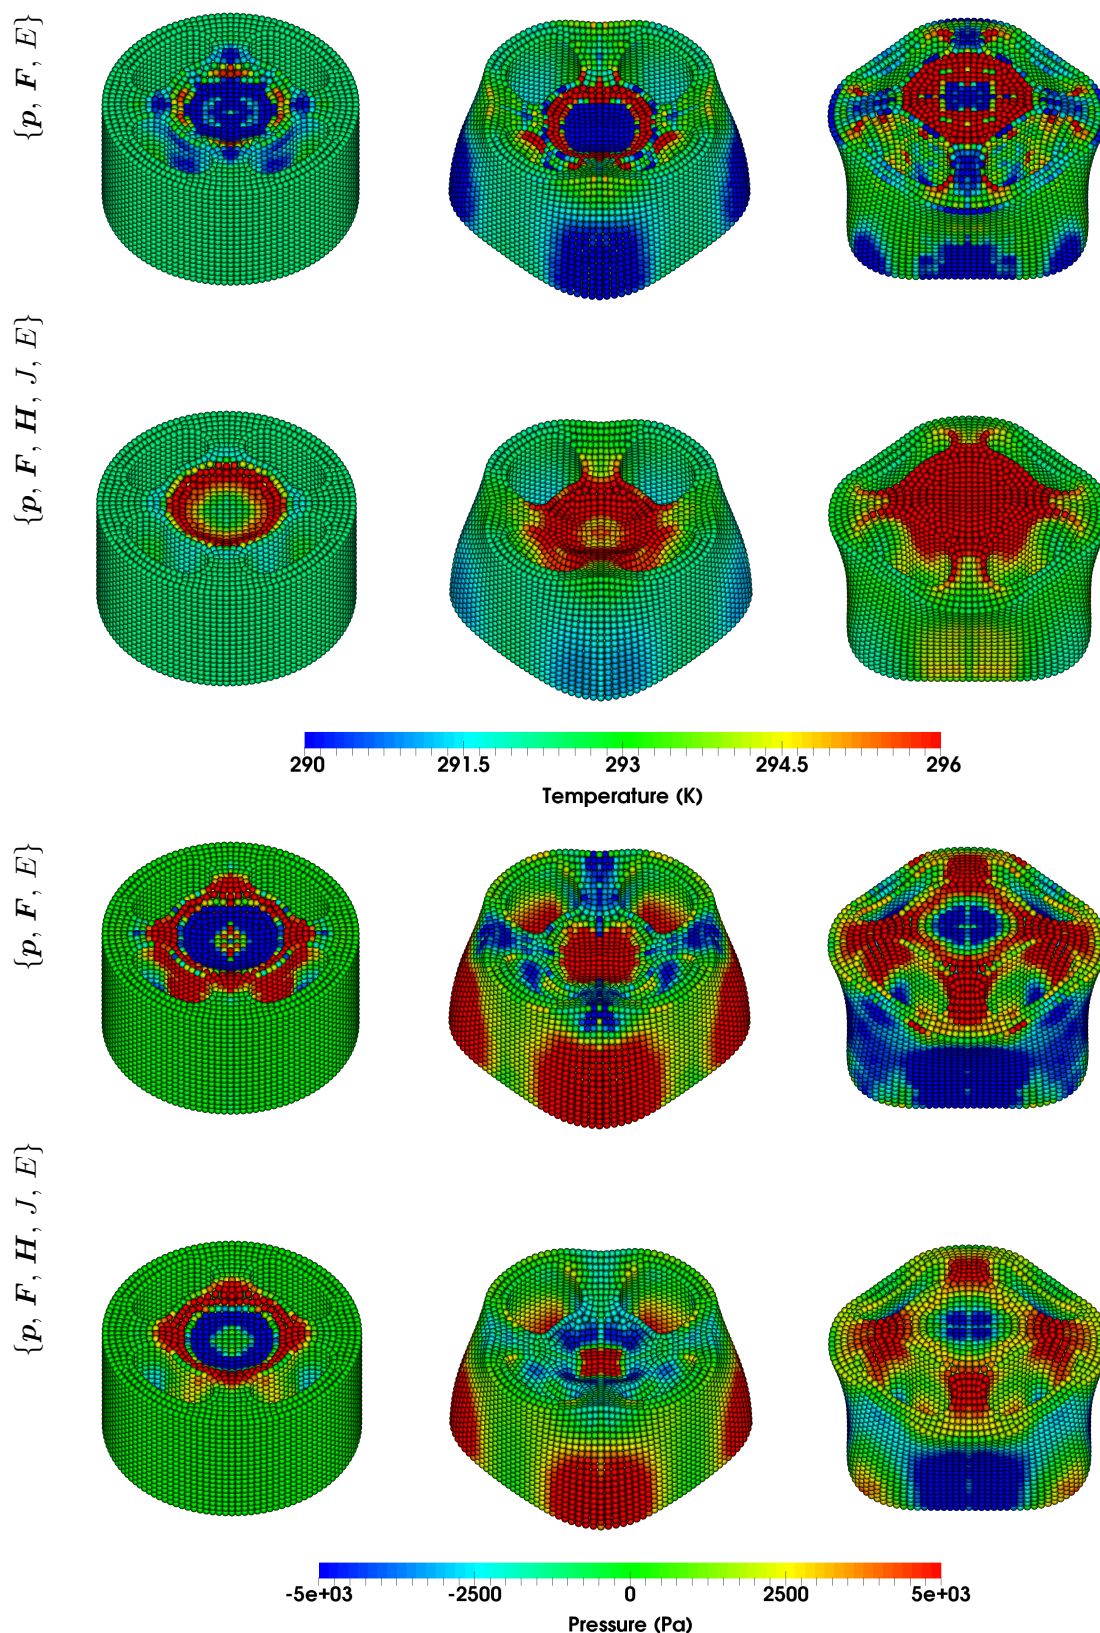 {p, F, E}
{p, F, H, J, E}
290 291.5 293 294.5 296
Temperature (K)
{p, F, E}
{p, F, H, J, E}
-5e+03 -2500 0 2500 5e+03
Pressure (Pa)